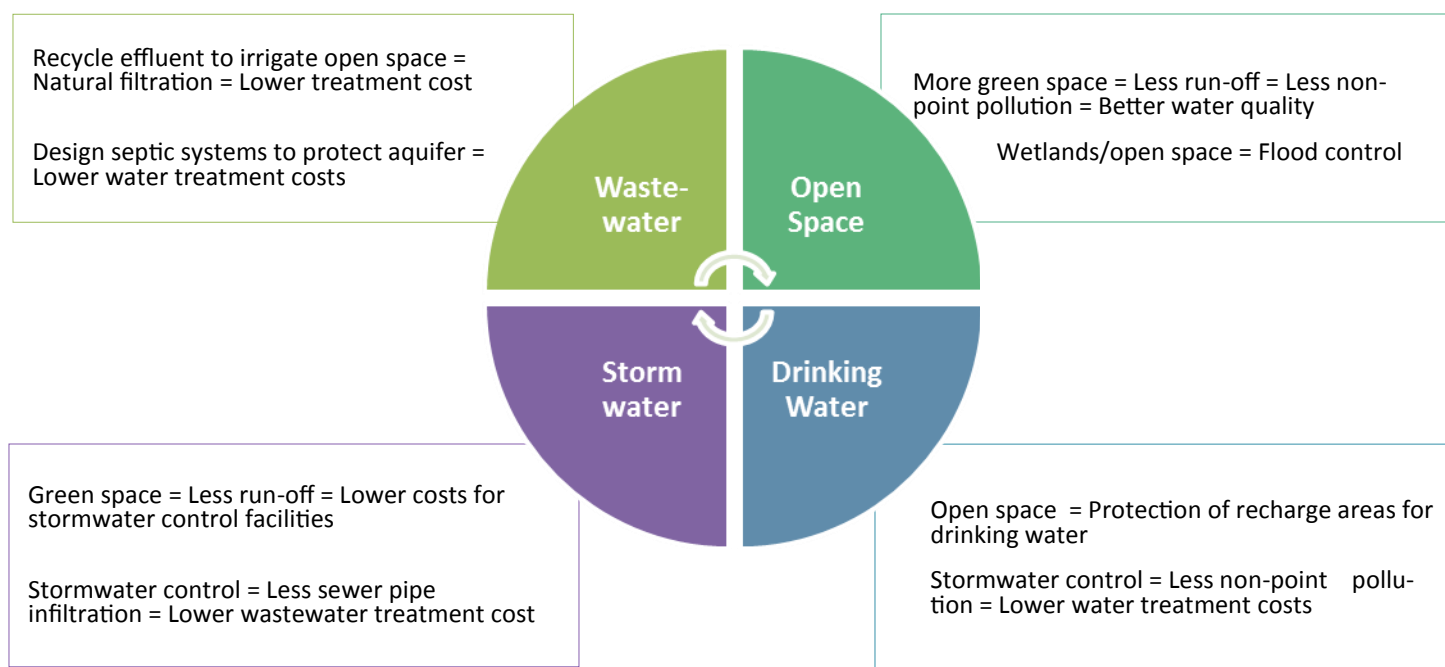 Recycle effluent to irrigate open space =
Natural filtration = Lower treatment cost
Design septic systems to protect aquifer =
Lower water treatment costs
More green space = Less run-off = Less non-
point pollution = Better water quality
Wetlands/open space = Flood control
Waste-
water
Open
Space
Storm
water
Drinking
Water
Green space = Less run-off = Lower costs for
stormwater control facilities
Stormwater control = Less sewer pipe
infiltration = Lower wastewater treatment cost
Open space  = Protection of recharge areas for
drinking water
Stormwater control = Less non-point   pollu-
tion = Lower water treatment costs